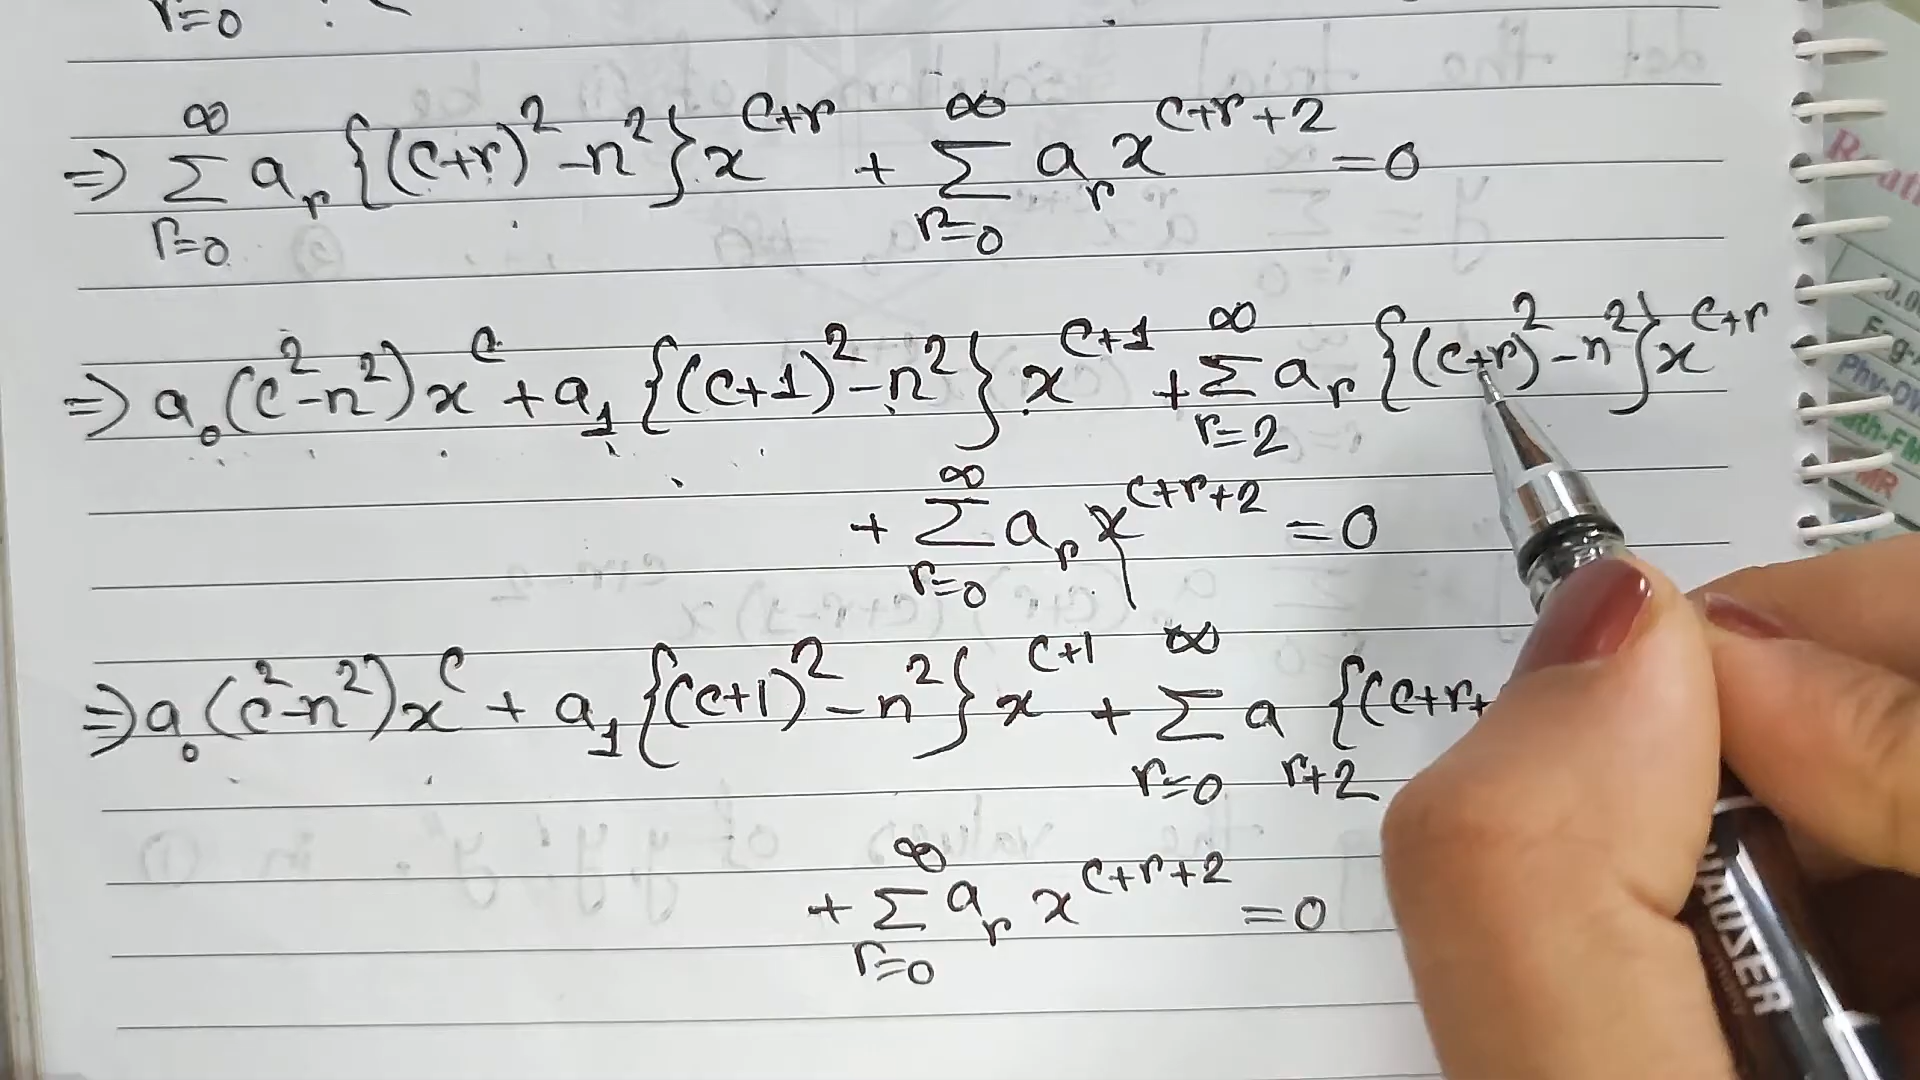 r=0
⇒ ∞ Σ r=0 a_r {(c+r)² - n²} x^(c+r) + ∞ Σ r=0 a_r x^(c+r+2) = 0
⇒ a₀(c²-n²)x^c + a₁{(c+1)² - n²} x^(c+1) + ∞ Σ r=2 a_r {(c+r)² - n²} x^(c+r)
+ ∞ Σ r=0 a_r x^(c+r+2) = 0
⇒ a₀(c²-n²)x^c + a₁{(c+1)² - n²} x^(c+1) + ∞ Σ r=0 a_(r+2) {(c+r+
+ ∞ Σ r=0 a_r x^(c+r+2) = 0